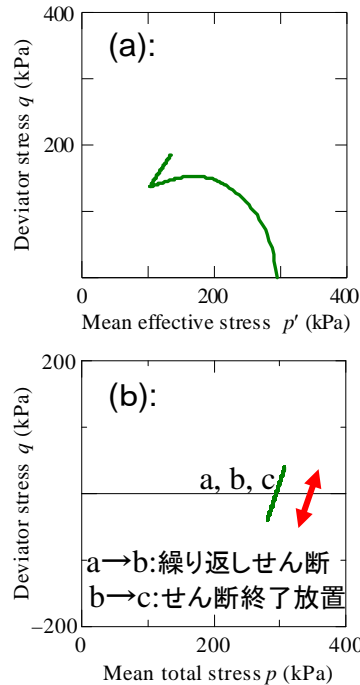 (a):
400
200
0
Deviator stress q (kPa)
0
200
400
Mean effective stress p′ (kPa)
(b):
200
0
−200
Deviator stress q (kPa)
a, b, c
a→b:繰り返しせん断
b→c:せん断終了放置
0
200
400
Mean total stress p (kPa)